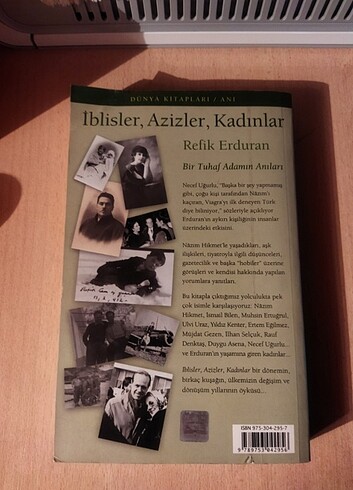 DÜNYA KİTAPLARI / ANI
İblisler, Azizler, Kadınlar
Refik Erduran
Bir Tuhaf Adamın Anıları
Necef Uğurlu, "Başka bir şey yapmamış
gibi, çoğu kişi tarafından Nâzım'ı
kaçıran, Viagra'yı ilk deneyen Türk
diye biliniyor," sözleriyle açıklıyor
Erduran'ın aykırı kişiliğinin insanlar
üzerindeki etkisini.
Nâzım Hikmet'le yaşadıkları, aşk
ilişkileri, tiyatroyla ilgili düşünceleri,
gazetecilik ve başka "hobiler" üzerine
görüşleri ve kendisi hakkında yapılan
yorumlara yanıtları.
Bu kitapla çıktığınız yolculukta pek
çok isimle karşılaşıyoruz: Nâzım
Hikmet, İsmail Bilen, Muhsin Ertuğrul,
Ulvi Uraz, Yıldız Kenter, Ertem Eğilmez,
Müjdat Gezen, İlhan Selçuk, Rauf
Denktaş, Duygu Asena, Necef Uğurlu...
ve Erduran'ın yaşamına giren kadınlar...
İblisler, Azizler, Kadınlar bir dönemin,
birkaç kuşağın, ülkemizin değişim ve
dönüşüm yıllarının öyküsü...
ISBN 975-304-295-7
9 789753 042956